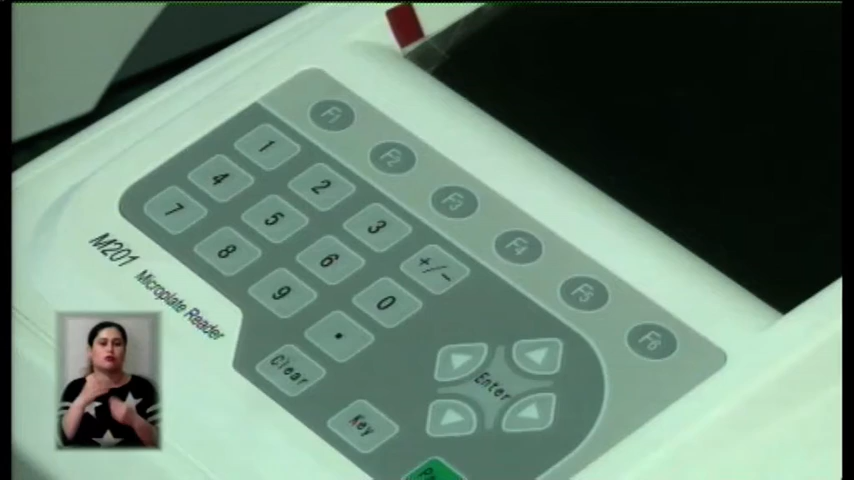 F1
F2
F3
F4
F5
F6
1
2
3
+/-
4
5
6
0
7
8
9
.
Clear
Key
Enter
M201 Microplate Reader